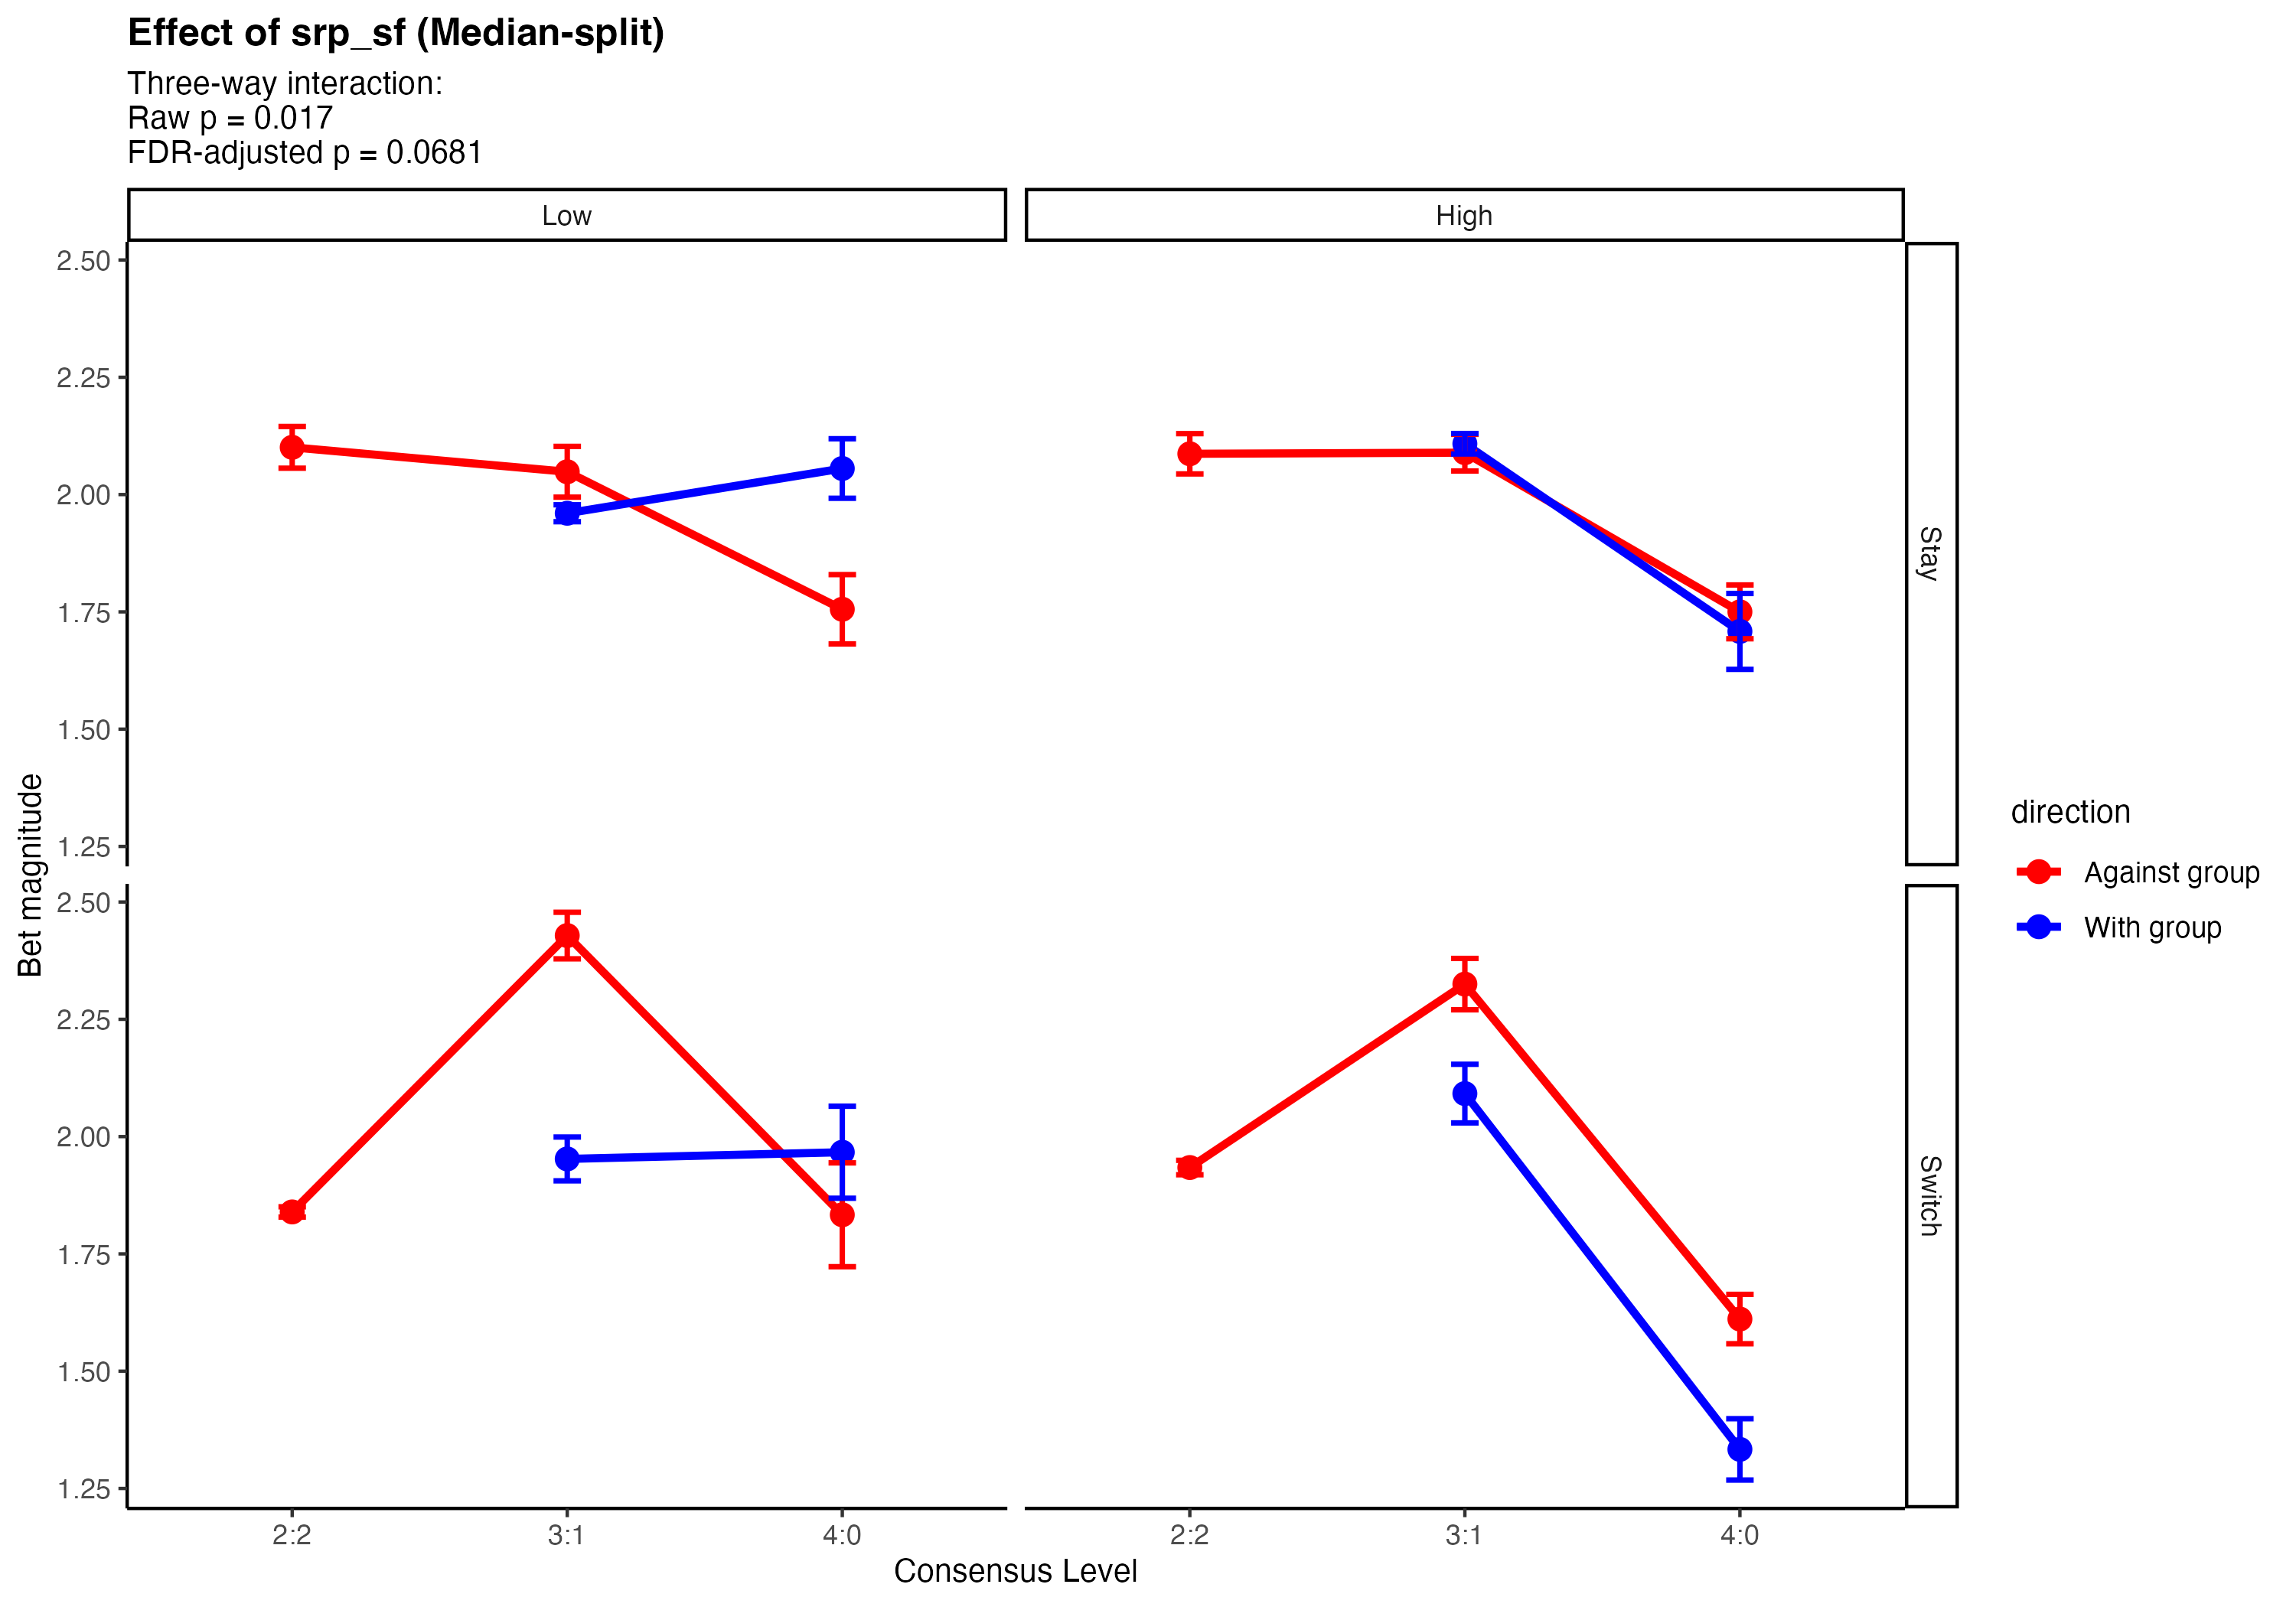 Effect of srp_sf (Median-split)
Three-way interaction:
Raw p = 0.017
FDR-adjusted p = 0.0681
Low
High
2.50
2.25
2.00
1.75
1.50
1.25
Stay
2.50
2.25
2.00
1.75
1.50
1.25
Switch
Bet magnitude
2:2
3:1
4:0
2:2
3:1
4:0
Consensus Level
direction
Against group
With group